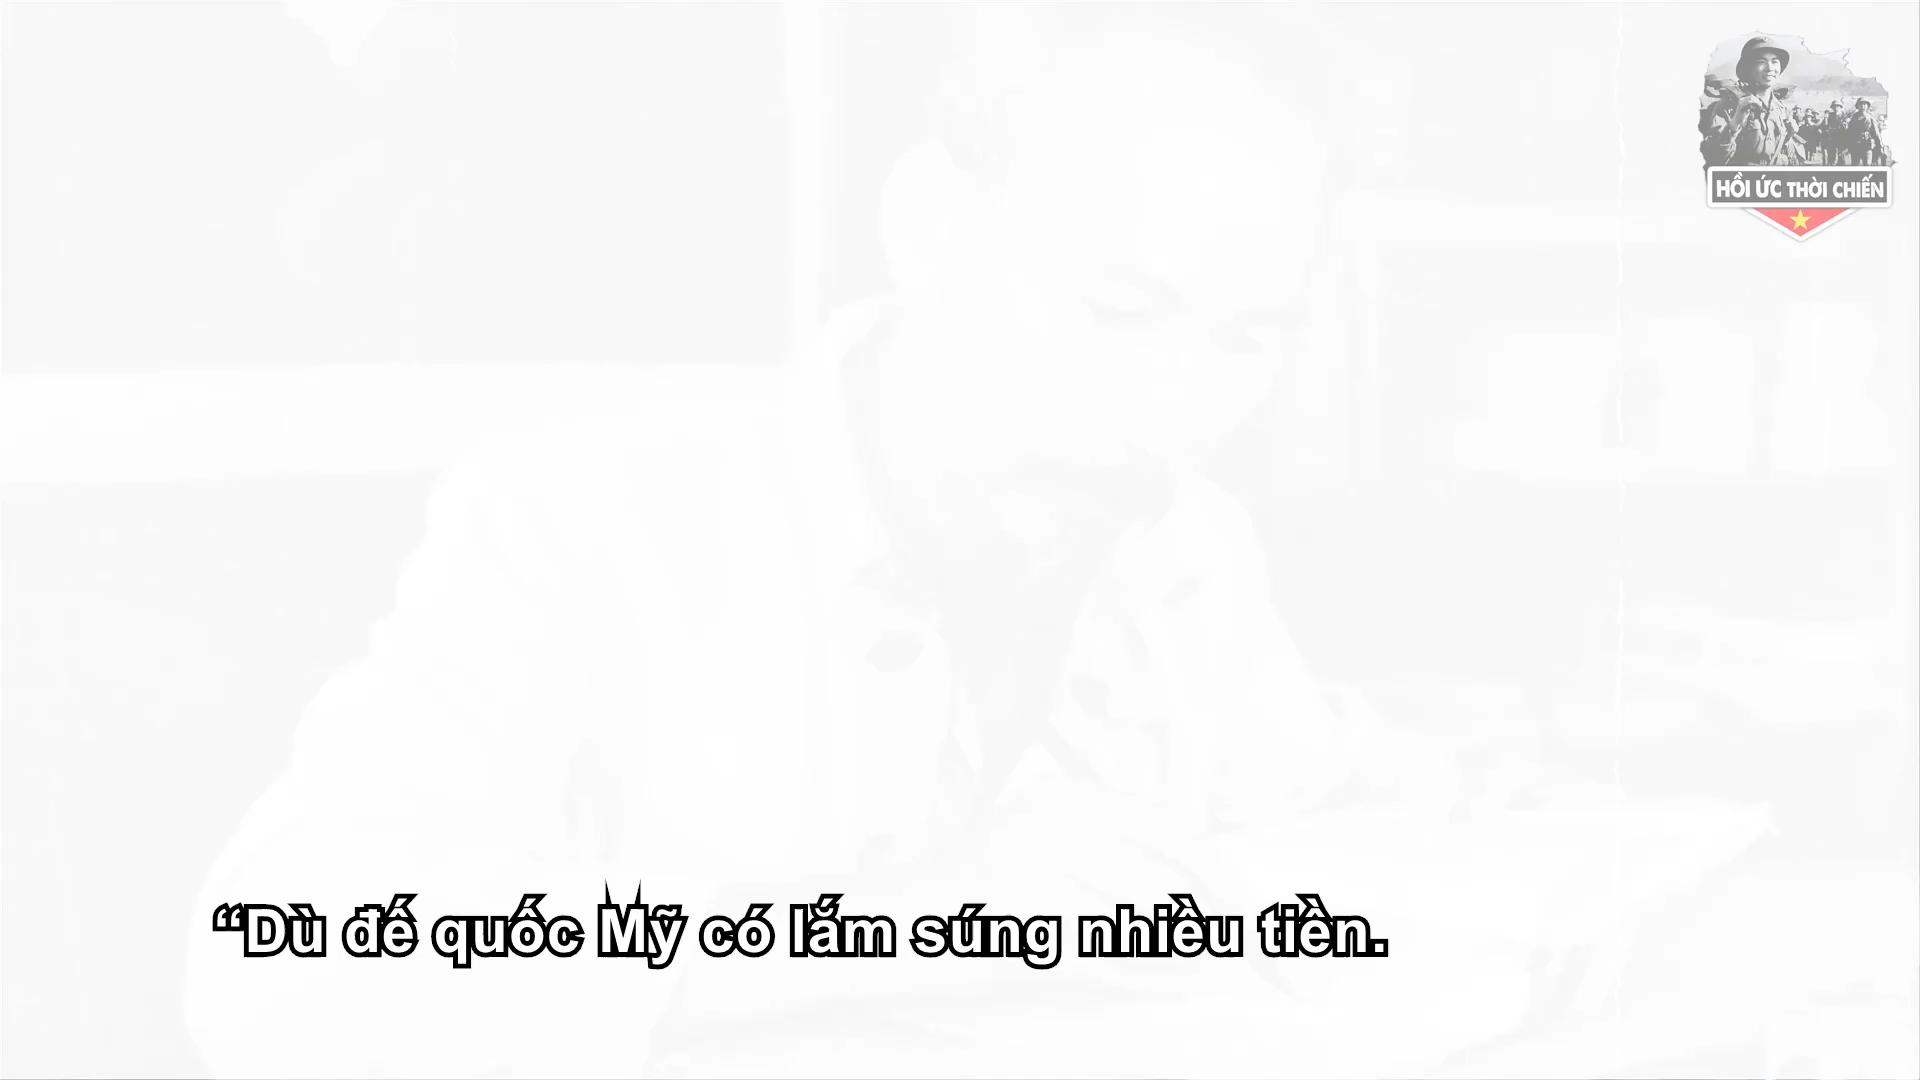 HỒI ỨC THỜI CHIẾN
“Dù đế quốc Mỹ có lắm súng nhiều tiền.